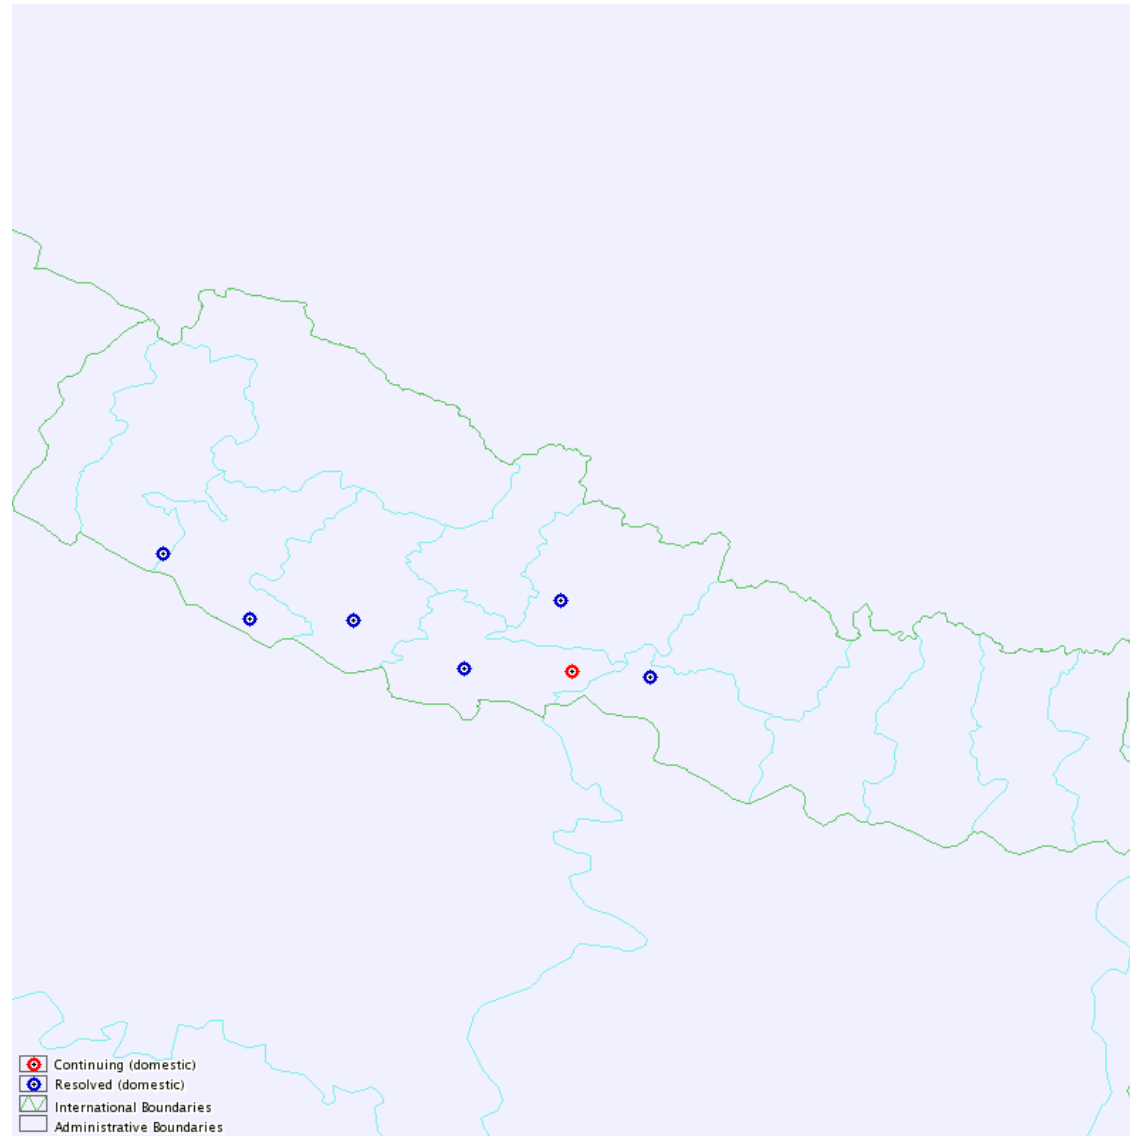 Continuing (domestic)
Resolved (domestic)
International Boundaries
Administrative Boundaries